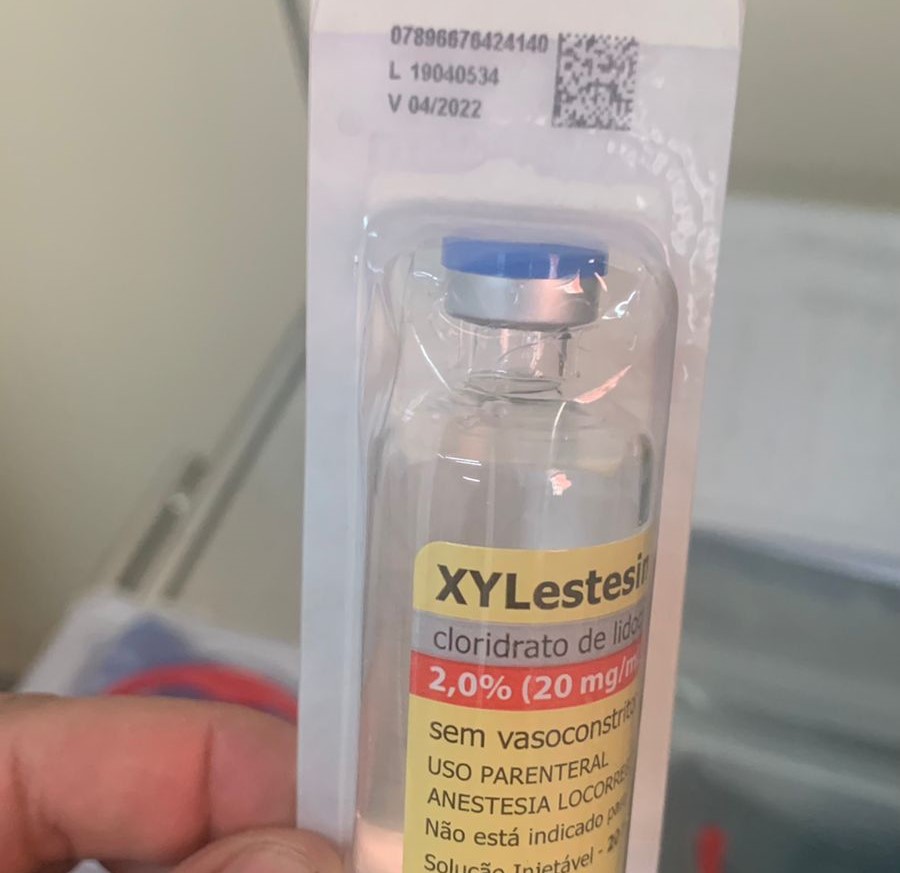 07896676424140
L 19040534
V 04/2022
XYLestesin
cloridrato de
2,0% (20 mg/m
sem
USO PARENTERAL
ANESTESIA
Não está indicado
Solução Injetável - 20